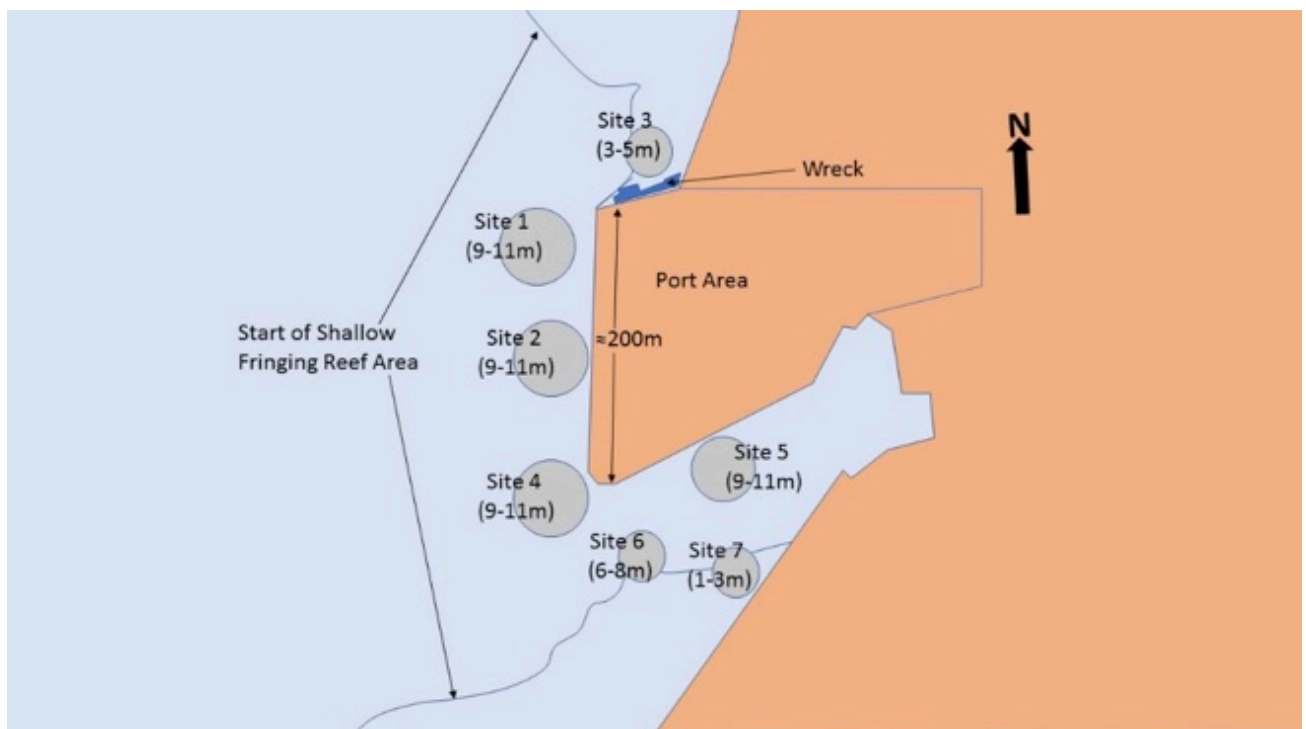 N
Site 3
(3-5m)
Wreck
Site 1
(9-11m)
Port Area
Start of Shallow
Fringing Reef Area
≈200m
Site 2
(9-11m)
Site 4
(9-11m)
Site 5
(9-11m)
Site 6
(6-8m)
Site 7
(1-3m)